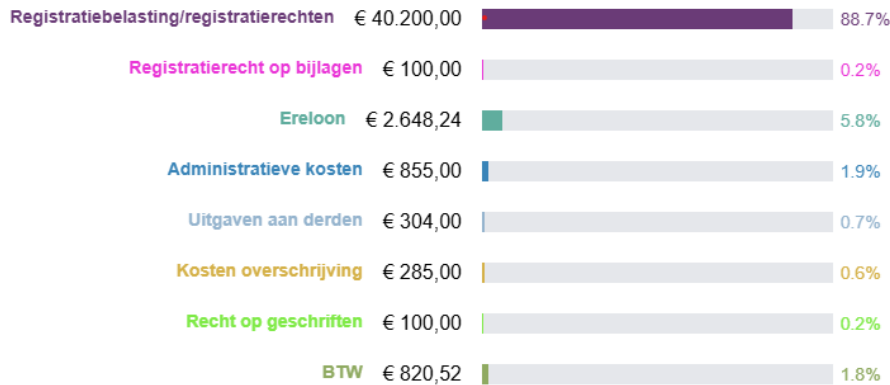 Registratiebelasting/registratierechten € 40.200,00 88.7%
Registratierecht op bijlagen € 100,00 0.2%
Ereloon € 2.648,24 5.8%
Administratieve kosten € 855,00 1.9%
Uitgaven aan derden € 304,00 0.7%
Kosten overschrijving € 285,00 0.6%
Recht op geschriften € 100,00 0.2%
BTW € 820,52 1.8%